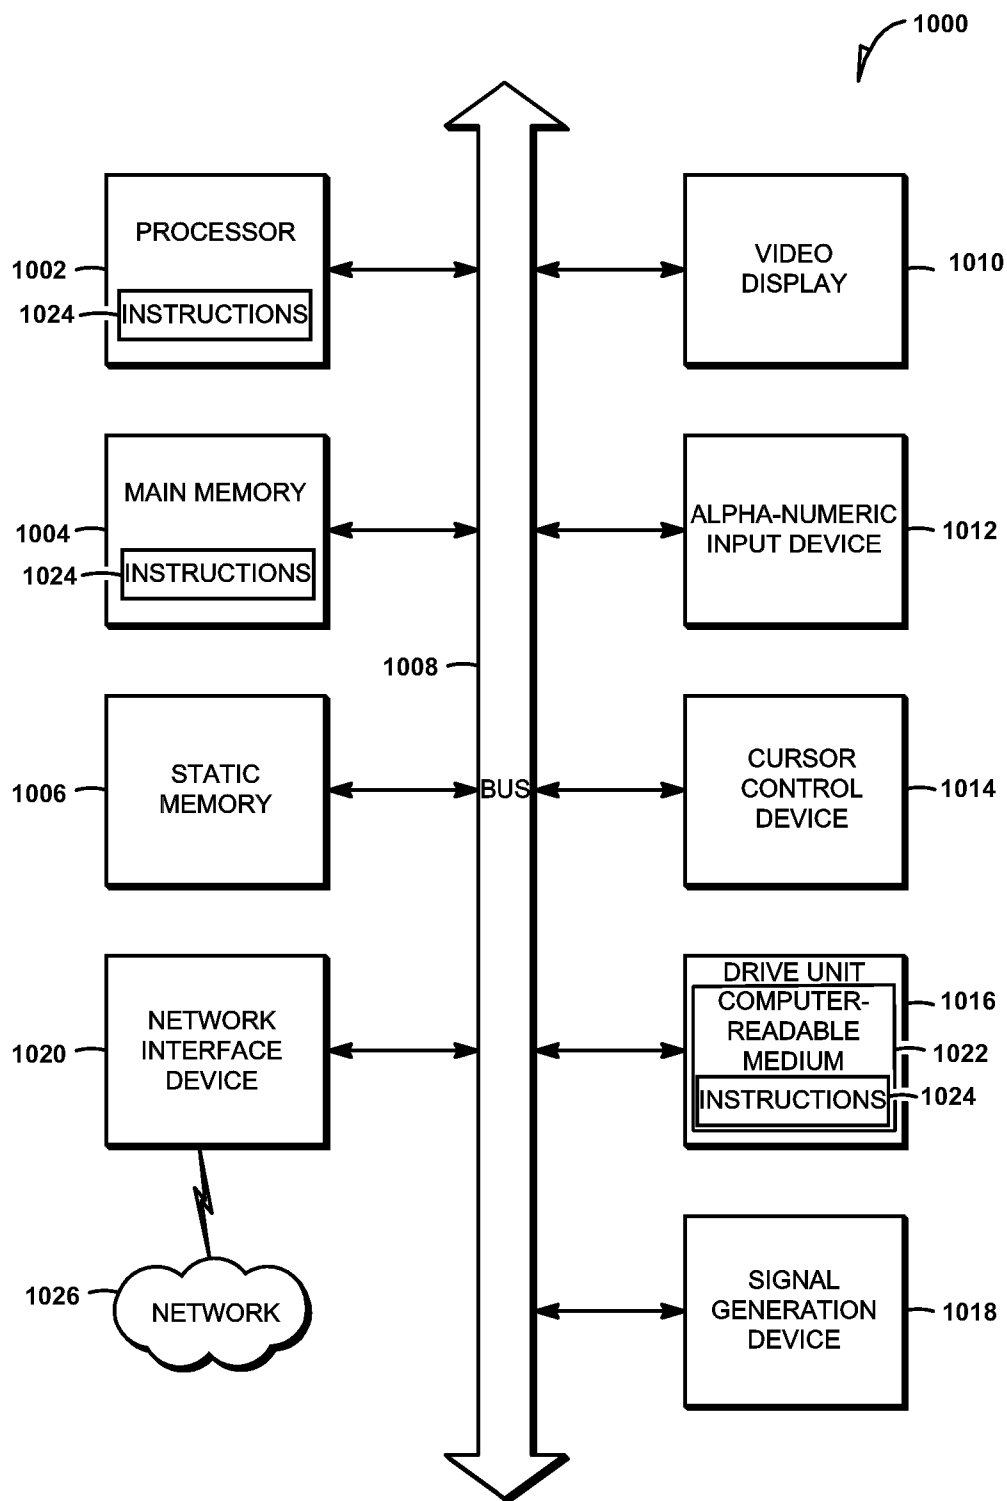 1000
PROCESSOR
1002
1024
INSTRUCTIONS
VIDEO
DISPLAY
1010
MAIN MEMORY
1004
1024
INSTRUCTIONS
ALPHA-NUMERIC
INPUT DEVICE
1012
1008
STATIC
MEMORY
1006
BUS
CURSOR
CONTROL
DEVICE
1014
NETWORK
INTERFACE
DEVICE
1020
DRIVE UNIT
1016
COMPUTER-
READABLE
MEDIUM
1022
INSTRUCTIONS
1024
1026
NETWORK
SIGNAL
GENERATION
DEVICE
1018